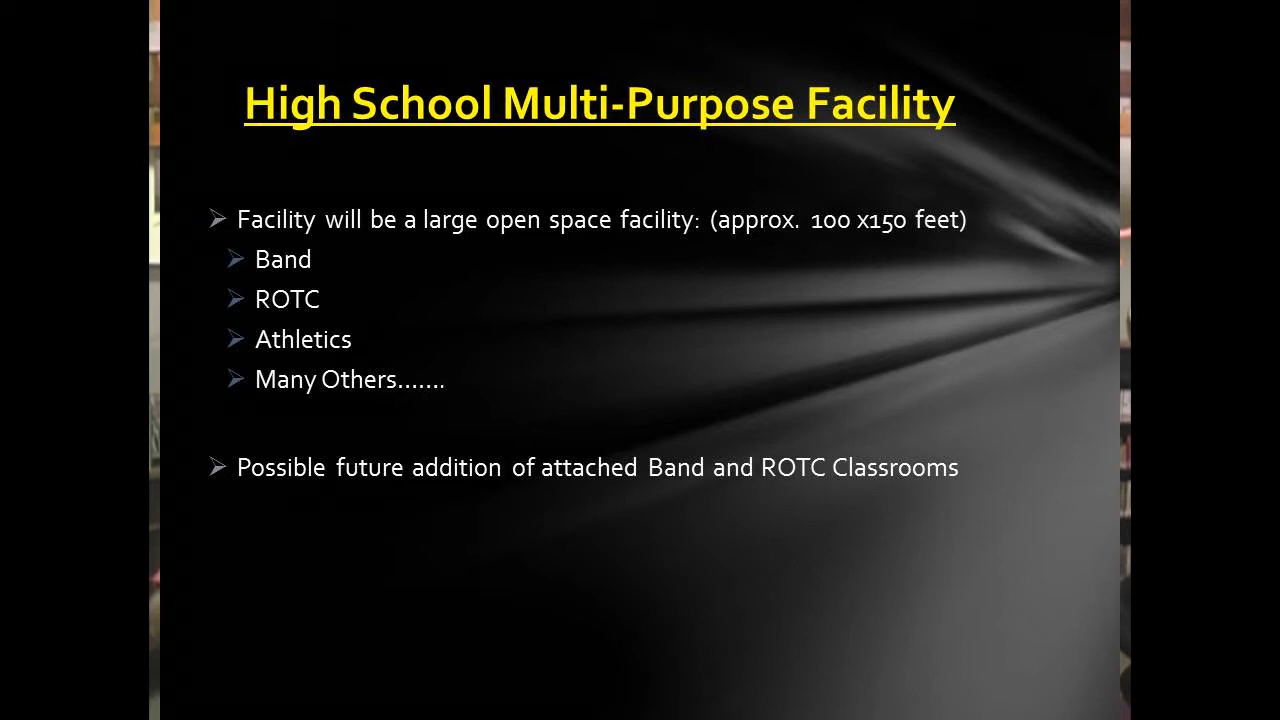 High School Multi-Purpose Facility
Facility will be a large open space facility: (approx. 100 x150 feet)
Band
ROTC
Athletics
Many Others.......
Possible future addition of attached Band and ROTC Classrooms